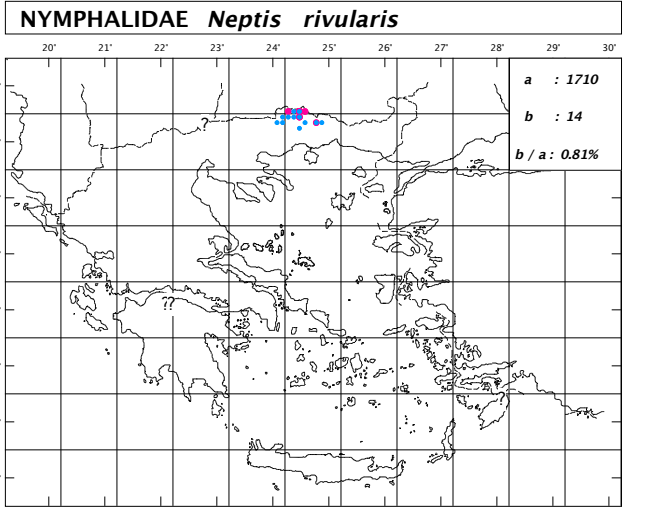 NYMPHALIDAE Neptis rivularis
20° 21° 22° 23° 24° 25° 26° 27° 28° 29° 30°
a : 1710
b : 14
b / a : 0.81%
?
??